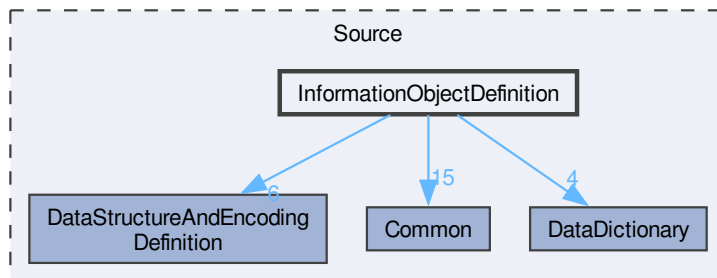 Source
InformationObjectDefinition
6
15
4
DataStructureAndEncoding
Definition
Common
DataDictionary